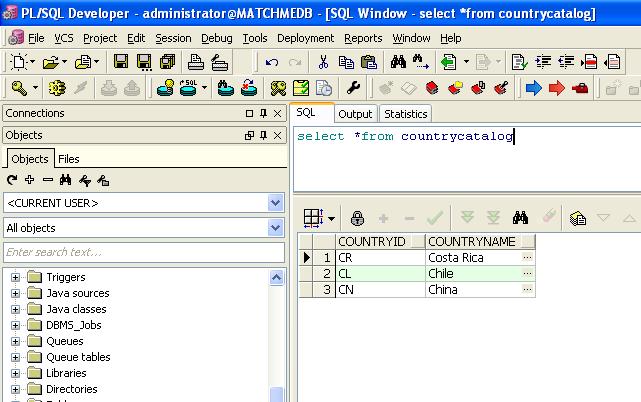 PL/SQL Developer - administrator@MATCHMEDB - [SQL Window - select *from countrycatalog]
File VCS Project Edit Session Debug Tools Deployment Reports Window Help
SQL
Connections
Objects
Objects Files
<CURRENT USER>
All objects
Enter search text...
Triggers
Java sources
Java classes
DBMS_Jobs
Queues
Queue tables
Libraries
Directories
SQL Output Statistics
select *from countrycatalog
COUNTRYID COUNTRYNAME
1 CR Costa Rica ...
2 CL Chile ...
3 CN China ...